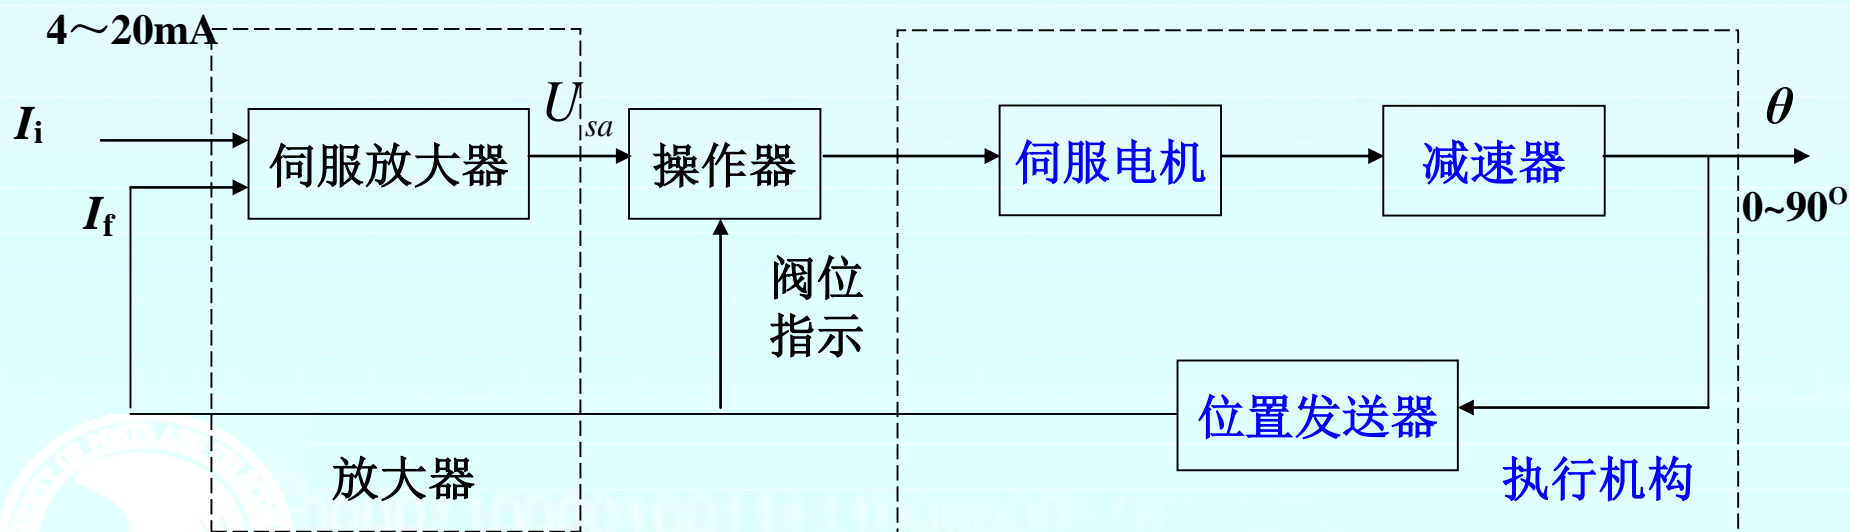 4～20mA
Ii
If
伺服放大器
Usa
操作器
伺服电机
减速器
θ
0~90O
阀位
指示
位置发送器
放大器
执行机构